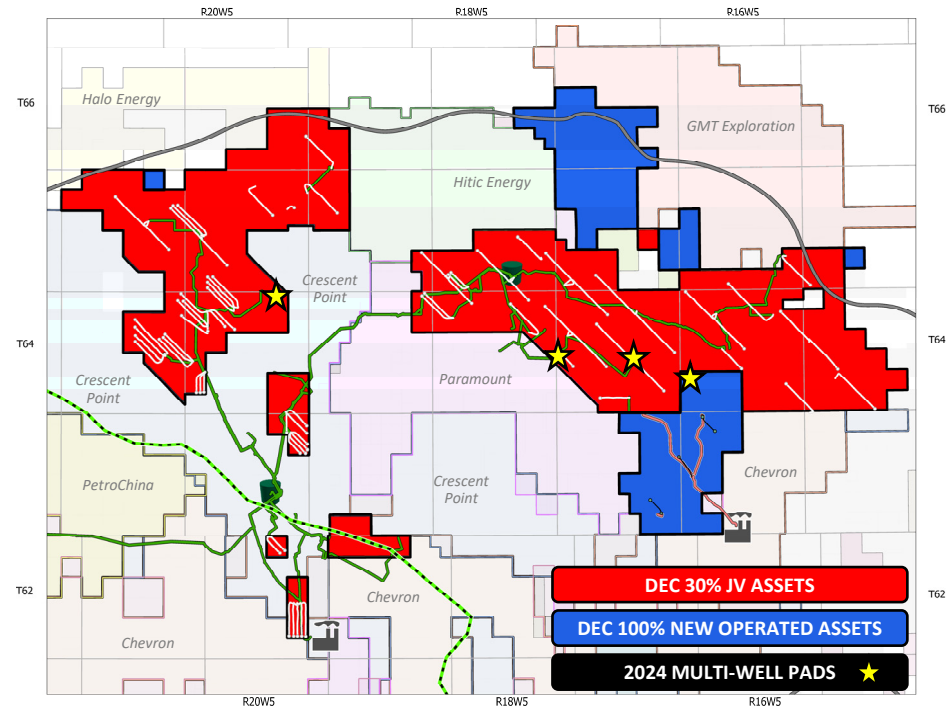 R20W5
R18W5
R16W5
T66
T66
Halo Energy
GMT Exploration
Hitic Energy
Crescent
Point
T64
T64
Crescent
Point
Paramount
PetroChina
Crescent
Point
Chevron
T62
T62
Chevron
Chevron
DEC 30% JV ASSETS
DEC 100% NEW OPERATED ASSETS
2024 MULTI-WELL PADS
R20W5
R18W5
R16W5